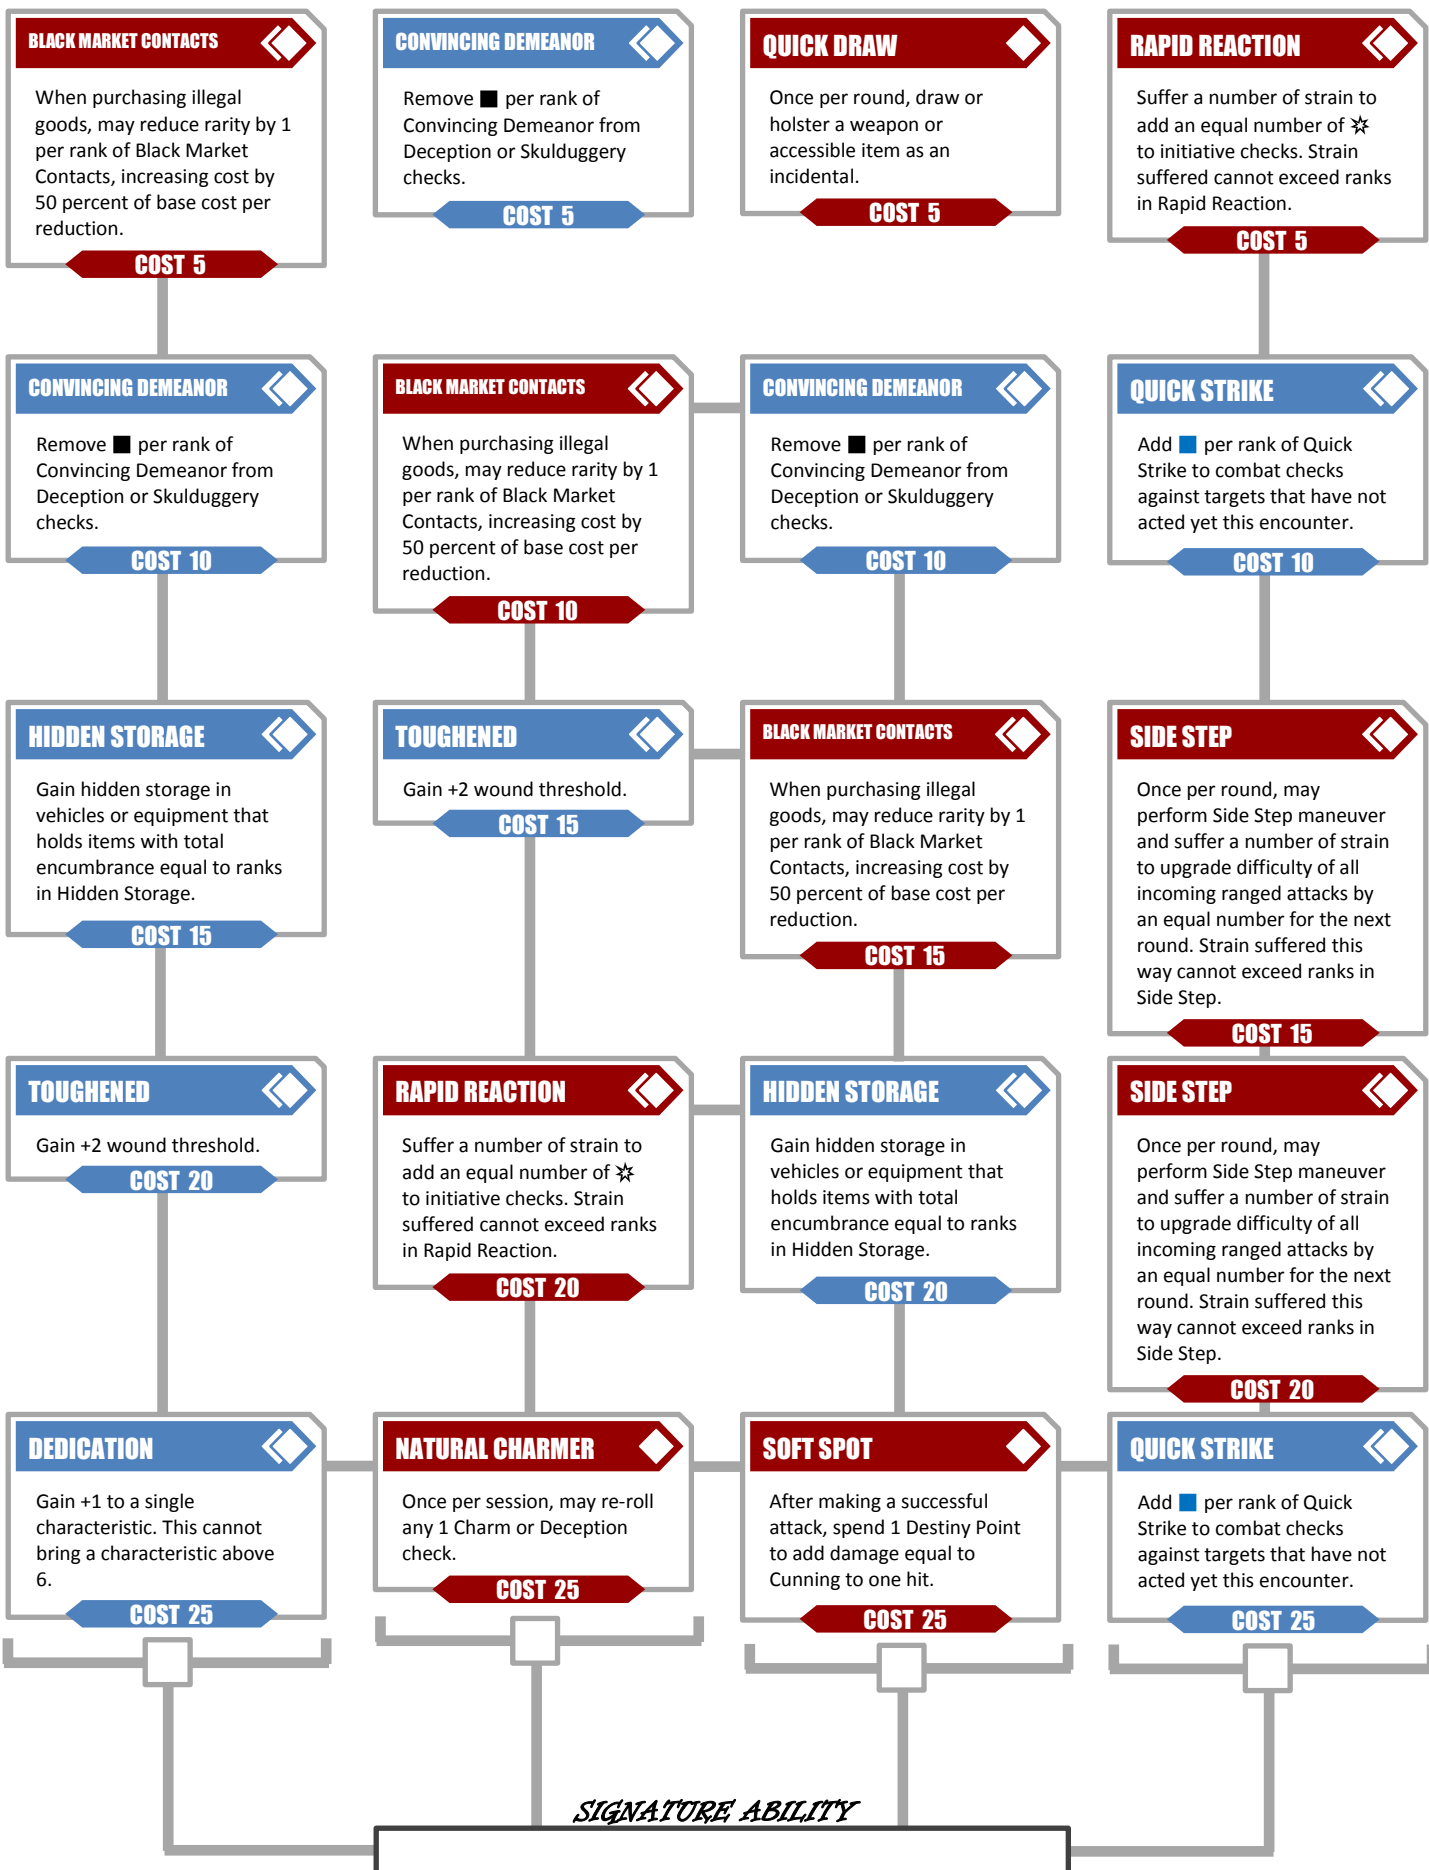 BLACK MARKET CONTACTS
When purchasing illegal
goods, may reduce rarity by 1
per rank of Black Market
Contacts, increasing cost by
50 percent of base cost per
reduction.
COST 5
CONVINCING DEMEANOR
Remove ■ per rank of
Convincing Demeanor from
Deception or Skulduggery
checks.
COST 5
QUICK DRAW
Once per round, draw or
holster a weapon or
accessible item as an
incidental.
COST 5
RAPID REACTION
Suffer a number of strain to
add an equal number of
to initiative checks. Strain
suffered cannot exceed ranks
in Rapid Reaction.
COST 5
CONVINCING DEMEANOR
Remove ■ per rank of
Convincing Demeanor from
Deception or Skulduggery
checks.
COST 10
BLACK MARKET CONTACTS
When purchasing illegal
goods, may reduce rarity by 1
per rank of Black Market
Contacts, increasing cost by
50 percent of base cost per
reduction.
COST 10
CONVINCING DEMEANOR
Remove ■ per rank of
Convincing Demeanor from
Deception or Skulduggery
checks.
COST 10
QUICK STRIKE
Add ■ per rank of Quick
Strike to combat checks
against targets that have not
acted yet this encounter.
COST 10
HIDDEN STORAGE
Gain hidden storage in
vehicles or equipment that
holds items with total
encumbrance equal to ranks
in Hidden Storage.
COST 15
TOUGHENED
Gain +2 wound threshold.
COST 15
BLACK MARKET CONTACTS
When purchasing illegal
goods, may reduce rarity by 1
per rank of Black Market
Contacts, increasing cost by
50 percent of base cost per
reduction.
COST 15
SIDE STEP
Once per round, may
perform Side Step maneuver
and suffer a number of strain
to upgrade difficulty of all
incoming ranged attacks by
an equal number for the next
round. Strain suffered this
way cannot exceed ranks in
Side Step.
COST 15
TOUGHENED
Gain +2 wound threshold.
COST 20
RAPID REACTION
Suffer a number of strain to
add an equal number of
to initiative checks. Strain
suffered cannot exceed ranks
in Rapid Reaction.
COST 20
HIDDEN STORAGE
Gain hidden storage in
vehicles or equipment that
holds items with total
encumbrance equal to ranks
in Hidden Storage.
COST 20
SIDE STEP
Once per round, may
perform Side Step maneuver
and suffer a number of strain
to upgrade difficulty of all
incoming ranged attacks by
an equal number for the next
round. Strain suffered this
way cannot exceed ranks in
Side Step.
COST 20
DEDICATION
Gain +1 to a single
characteristic. This cannot
bring a characteristic above
6.
COST 25
NATURAL CHARMER
Once per session, may re-roll
any 1 Charm or Deception
check.
COST 25
SOFT SPOT
After making a successful
attack, spend 1 Destiny Point
to add damage equal to
Cunning to one hit.
COST 25
QUICK STRIKE
Add ■ per rank of Quick
Strike to combat checks
against targets that have not
acted yet this encounter.
COST 25
SIGNATURE ABILITY